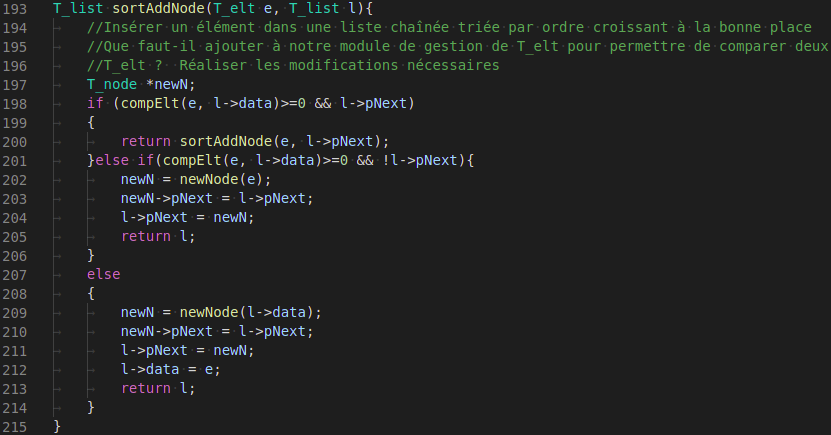 193 T_list sortAddNode(T_elt e, T_list l){
194 //Insérer un élément dans une liste chaînée triée par ordre croissant à la bonne place
195 //Que faut-il ajouter à notre module de gestion de T_elt pour permettre de comparer deux
196 //T_elt ? Réaliser les modifications nécessaires
197 T_node *newN;
198 if (compElt(e, l->data)>=0 && l->pNext)
199 {
200 return sortAddNode(e, l->pNext);
201 }else if(compElt(e, l->data)>=0 && !l->pNext){
202 newN = newNode(e);
203 newN->pNext = l->pNext;
204 l->pNext = newN;
205 return l;
206 }
207 else
208 {
209 newN = newNode(l->data);
210 newN->pNext = l->pNext;
211 l->pNext = newN;
212 l->data = e;
213 return l;
214 }
215 }